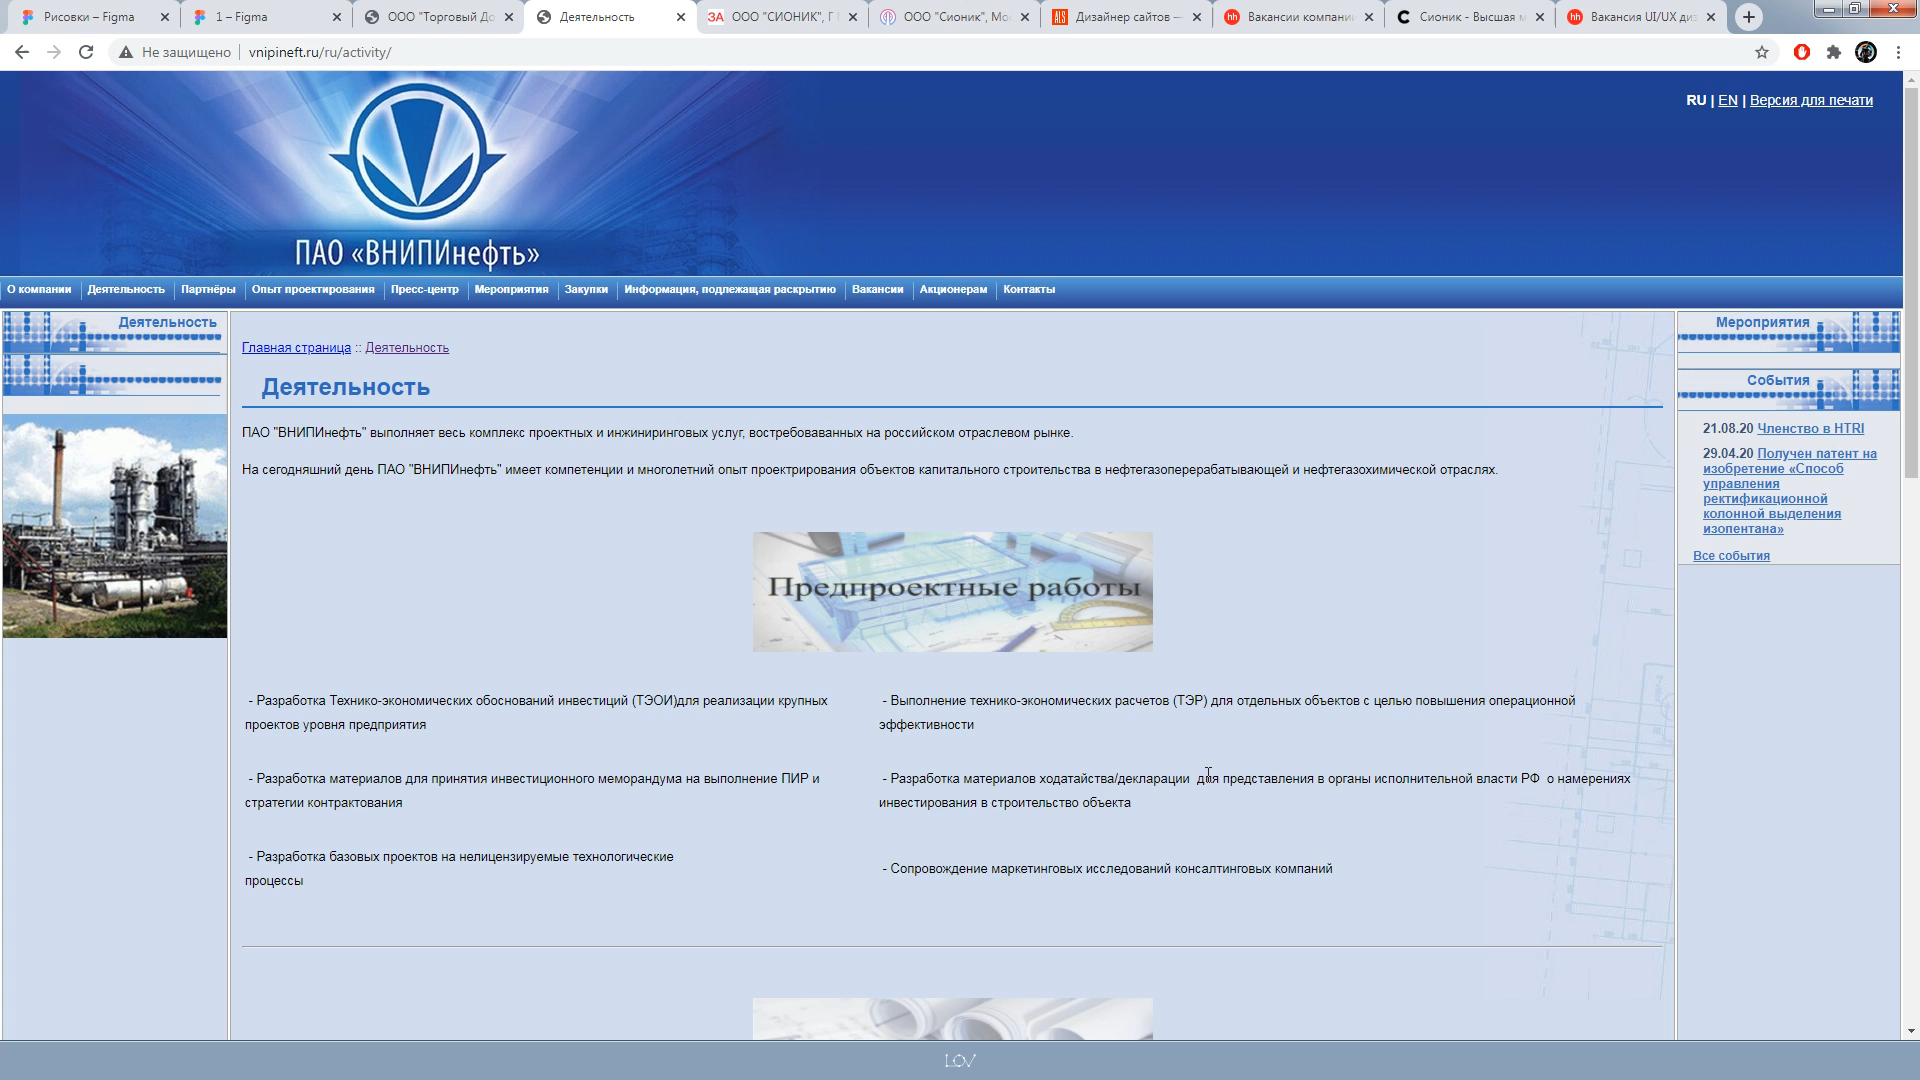 Рисовки – Figma
1 – Figma
ООО "Торговый До
Деятельность
ЗА ООО "СИОНИК", Г
ООО "Сионик", Мо
Дизайнер сайтов —
hh Вакансии компании
Сионик - Высшая м
hh Вакансия UI/UX ди
Не защищено | vnipineft.ru/ru/activity/
RU | EN | Версия для печати
ПАО «ВНИПИнефть»
О компании
Деятельность
Партнёры
Опыт проектирования
Пресс-центр
Мероприятия
Закупки
Информация, подлежащая раскрытию
Вакансии
Акционерам
Контакты
Деятельность
Главная страница :: Деятельность
Деятельность
ПАО "ВНИПИнефть" выполняет весь комплекс проектных и инжиниринговых услуг, востребоваванных на российском отраслевом рынке.
На сегодняшний день ПАО "ВНИПИнефть" имеет компетенции и многолетний опыт проектрирования объектов капитального строительства в нефтегазоперерабатывающей и нефтегазохимической отраслях.
Предпроектные работы
- Разработка Технико-экономических обоснований инвестиций (ТЭОИ)для реализации крупных
проектов уровня предприятия
- Выполнение технико-экономических расчетов (ТЭР) для отдельных объектов с целью повышения операционной
эффективности
- Разработка материалов для принятия инвестиционного меморандума на выполнение ПИР и
стратегии контрактования
- Разработка материалов ходатайства/декларации для представления в органы исполнительной власти РФ о намерениях
инвестирования в строительство объекта
- Разработка базовых проектов на нелицензируемые технологические
процессы
- Сопровождение маркетинговых исследований консалтинговых компаний
Мероприятия
События
21.08.20 Членство в HTRI
29.04.20 Получен патент на
изобретение «Способ
управления
ректификационной
колонной выделения
изопентана»
Все события
LOV